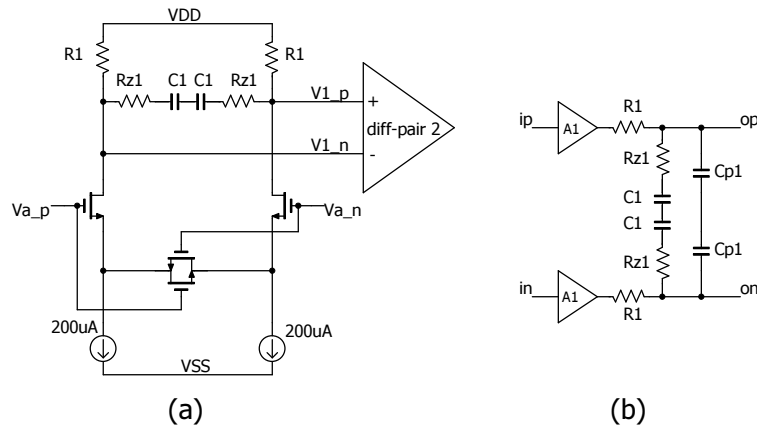 VDD
R1 R1
Rz1 C1 C1 Rz1
V1_p
+
diff-pair 2
V1_n
-
Va_p Va_n
200uA 200uA
VSS
(a)
ip A1 R1 op
Rz1
C1 Cp1
C1
Rz1 Cp1
in A1 R1 on
(b)